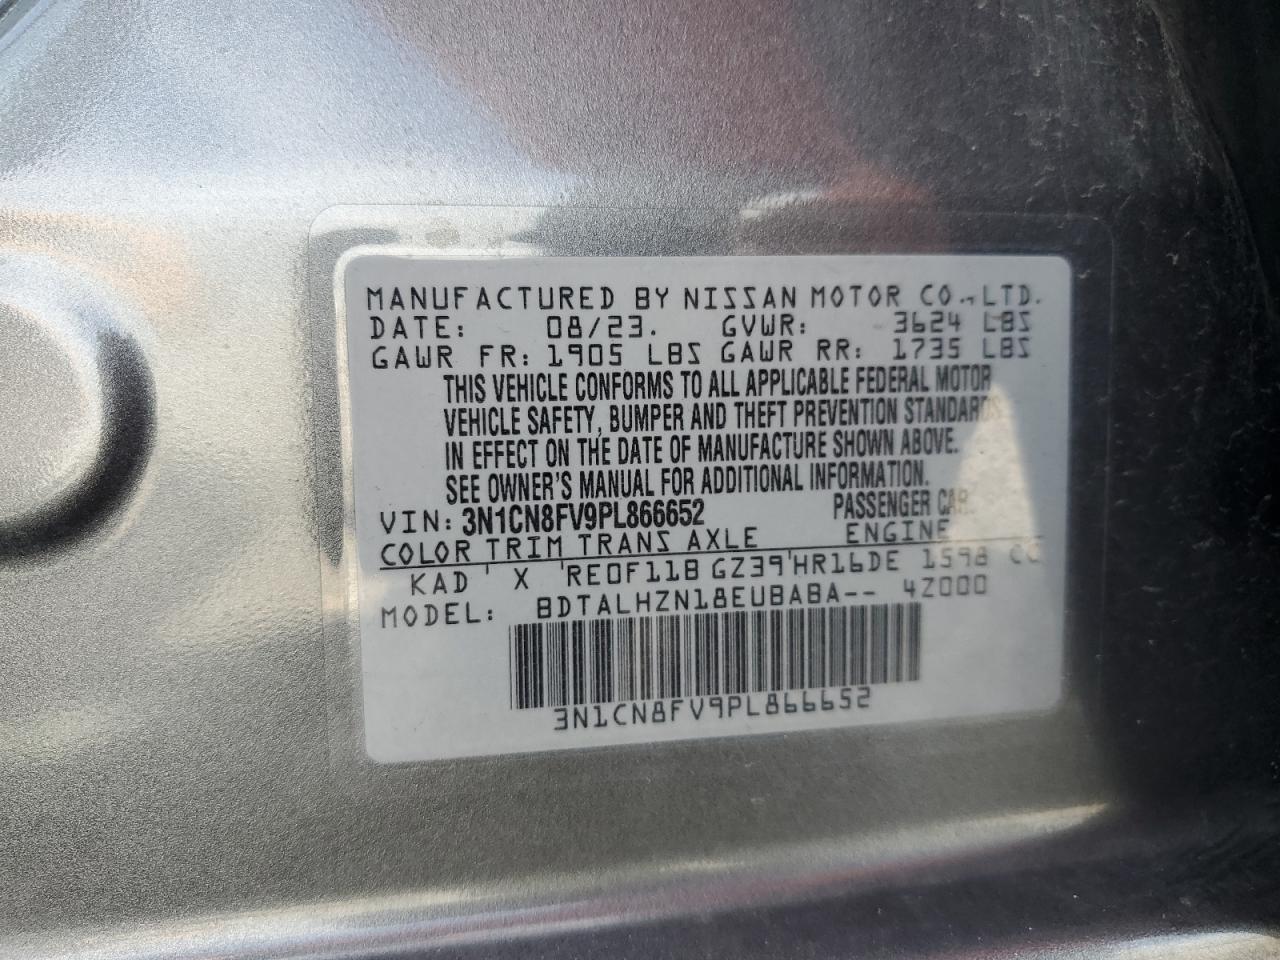 MANUFACTURED BY NISSAN MOTOR CO.,LTD.
DATE: 08/23. GVWR: 3624 LBS
GAWR FR: 1905 LBS GAWR RR: 1735 LBS
THIS VEHICLE CONFORMS TO ALL APPLICABLE FEDERAL MOTOR
VEHICLE SAFETY, BUMPER AND THEFT PREVENTION STANDARDS
IN EFFECT ON THE DATE OF MANUFACTURE SHOWN ABOVE.
SEE OWNER'S MANUAL FOR ADDITIONAL INFORMATION.
VIN: 3N1CN8FV9PL866652 PASSENGER CAR.
COLOR TRIM TRANS AXLE ENGINE
KAD X RE0F11B GZ39 HR16DE 1598 CC
MODEL: BDTALHZN18EUBABA-- 4Z000
3N1CN8FV9PL866652